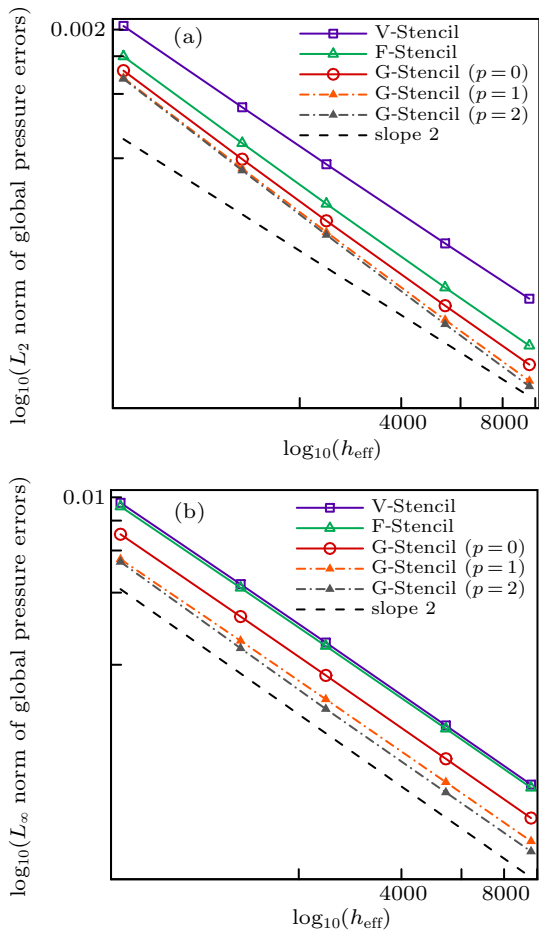 0.002
(a)
V-Stencil
F-Stencil
G-Stencil (p=0)
G-Stencil (p=1)
G-Stencil (p=2)
slope 2
log₁₀(L₂ norm of global pressure errors)
4000
8000
log₁₀(h_eff)
0.01
(b)
V-Stencil
F-Stencil
G-Stencil (p=0)
G-Stencil (p=1)
G-Stencil (p=2)
slope 2
log₁₀(L∞ norm of global pressure errors)
4000
8000
log₁₀(h_eff)